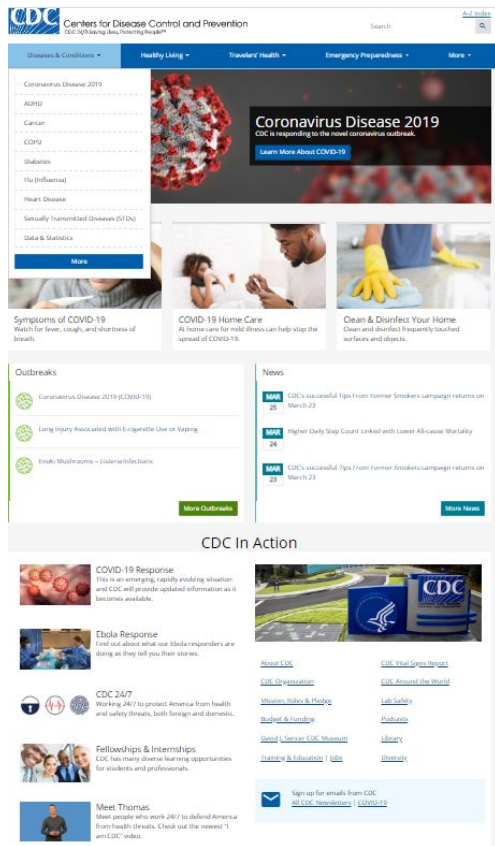 A-Z Index
CDC
Centers for Disease Control and Prevention
CDC 24/7: Saving Lives, Protecting People™
Search
Diseases & Conditions
Healthy Living
Travelers' Health
Emergency Preparedness
More
Coronavirus Disease 2019
ADHD
Cancer
COPD
Diabetes
Flu (Influenza)
Heart Disease
Sexually Transmitted Diseases (STDs)
Data & Statistics
More
Coronavirus Disease 2019
CDC is responding to the novel coronavirus outbreak.
Learn More About COVID-19
Symptoms of COVID-19
Watch for fever, cough, and shortness of
breath.
COVID-19 Home Care
At home care for mild illness can help stop the
spread of COVID-19.
Clean & Disinfect Your Home
Clean and disinfect frequently touched
surfaces and objects.
Outbreaks
Coronavirus Disease 2019 (COVID-19)
Lung Injury Associated with E-cigarette Use or Vaping
Enoki Mushrooms – Listeria Infections
More Outbreaks
News
MAR
25
CDC's successful Tips From Former Smokers campaign returns on
March 23
MAR
24
Higher Daily Step Count Linked with Lower All-cause Mortality
MAR
23
CDC's successful Tips From Former Smokers campaign returns on
March 23
More News
CDC In Action
COVID-19 Response
This is an emerging, rapidly evolving situation
and CDC will provide updated information as it
becomes available.
Ebola Response
Find out about what our Ebola responders are
doing as they tell you their stories.
CDC 24/7
Working 24/7 to protect America from health
and safety threats, both foreign and domestic.
Fellowships & Internships
CDC has many diverse learning opportunities
for students and professionals.
Meet Thomas
Meet people who work 24/7 to defend America
from health threats. Check out the newest "I
am CDC" video.
CDC
About CDC
CDC Organization
Mission, Roles & Pledge
Budget & Funding
David J. Sencer CDC Museum
Training & Education | Jobs
CDC Vital Signs Report
CDC Around the World
Lab Safety
Podcasts
Library
Diversity
Sign up for emails from CDC
All CDC Newsletters | COVID-19